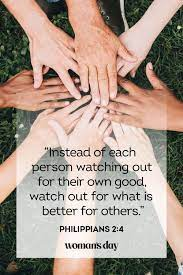 "Instead of each
person watching out
for their own good,
watch out for what is
better for others."
PHILIPPIANS 2:4
woman's day